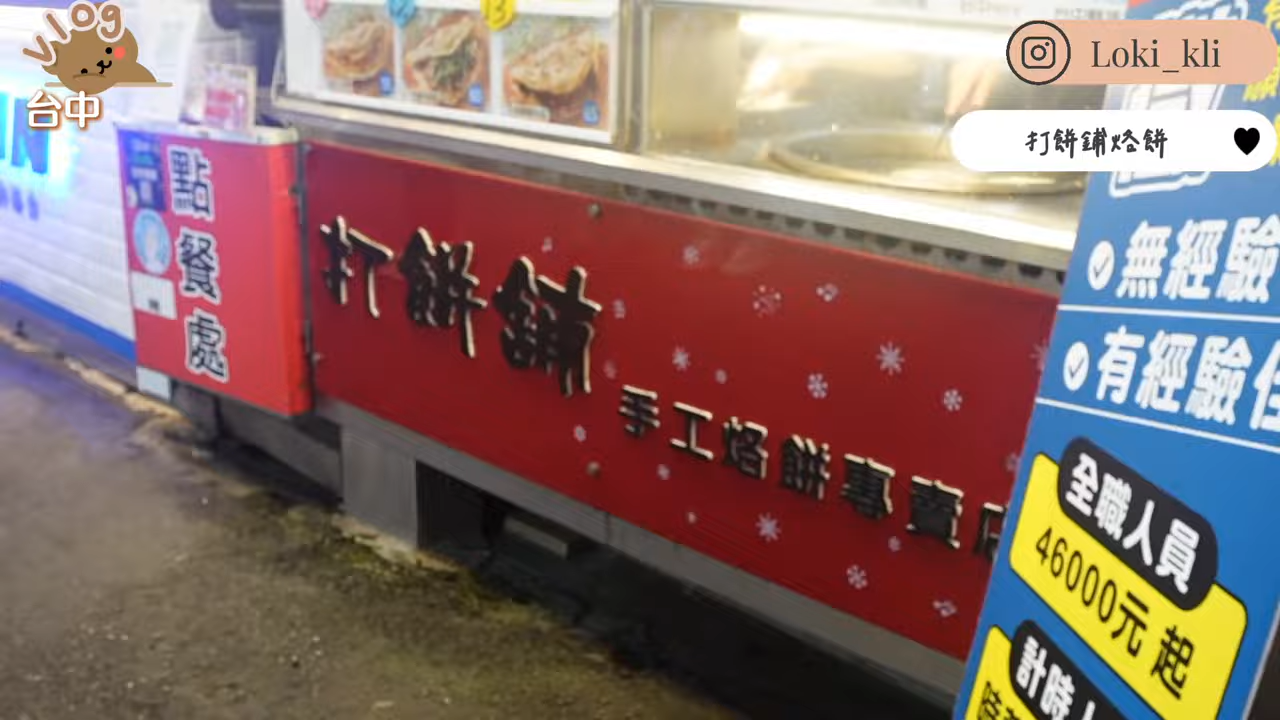 Vlog
台中
Loki_kli
打餅鋪烙餅
點餐處
打餅舖
手工烙餅專賣店
無經驗
有經驗
全職人員
46000元 起
計時